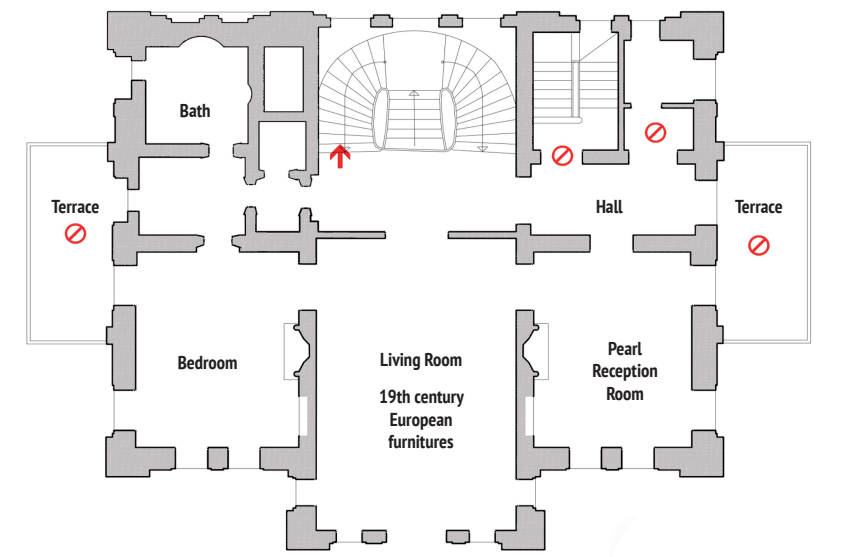 Bath
Terrace
Hall
Terrace
Bedroom
Living Room
19th century
European
furnitures
Pearl
Reception
Room